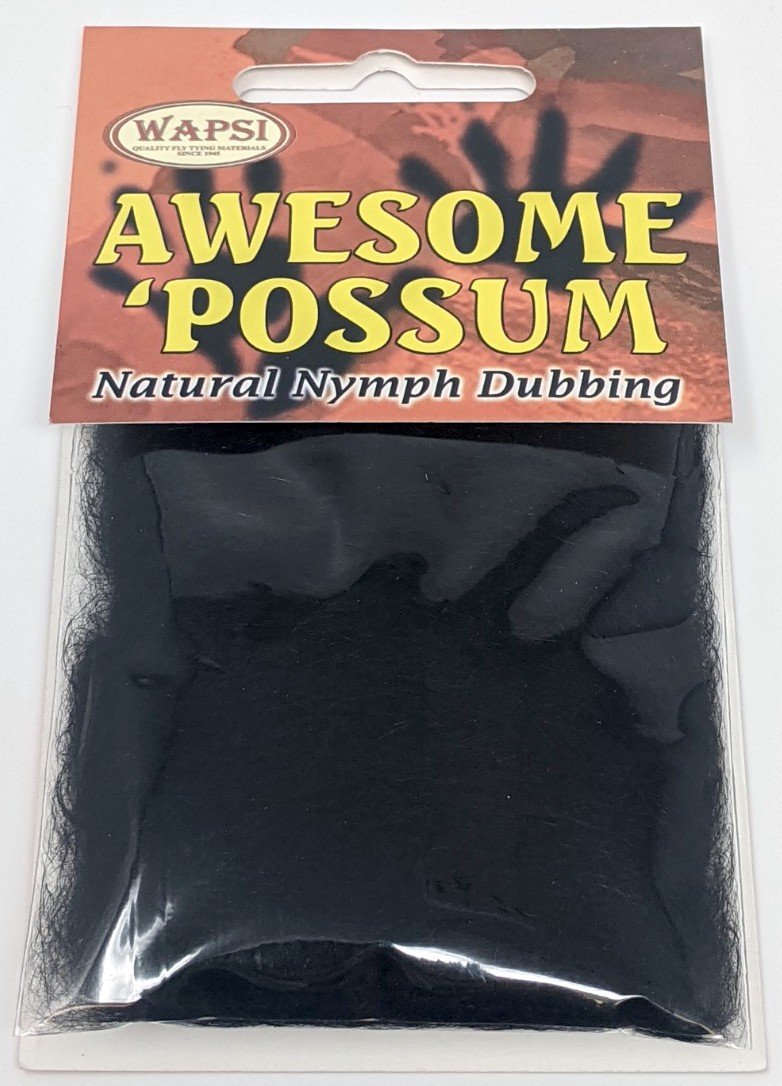 WAPSI
QUALITY FLY TYING MATERIALS
SINCE 1945
AWESOME
‘POSSUM
Natural Nymph Dubbing